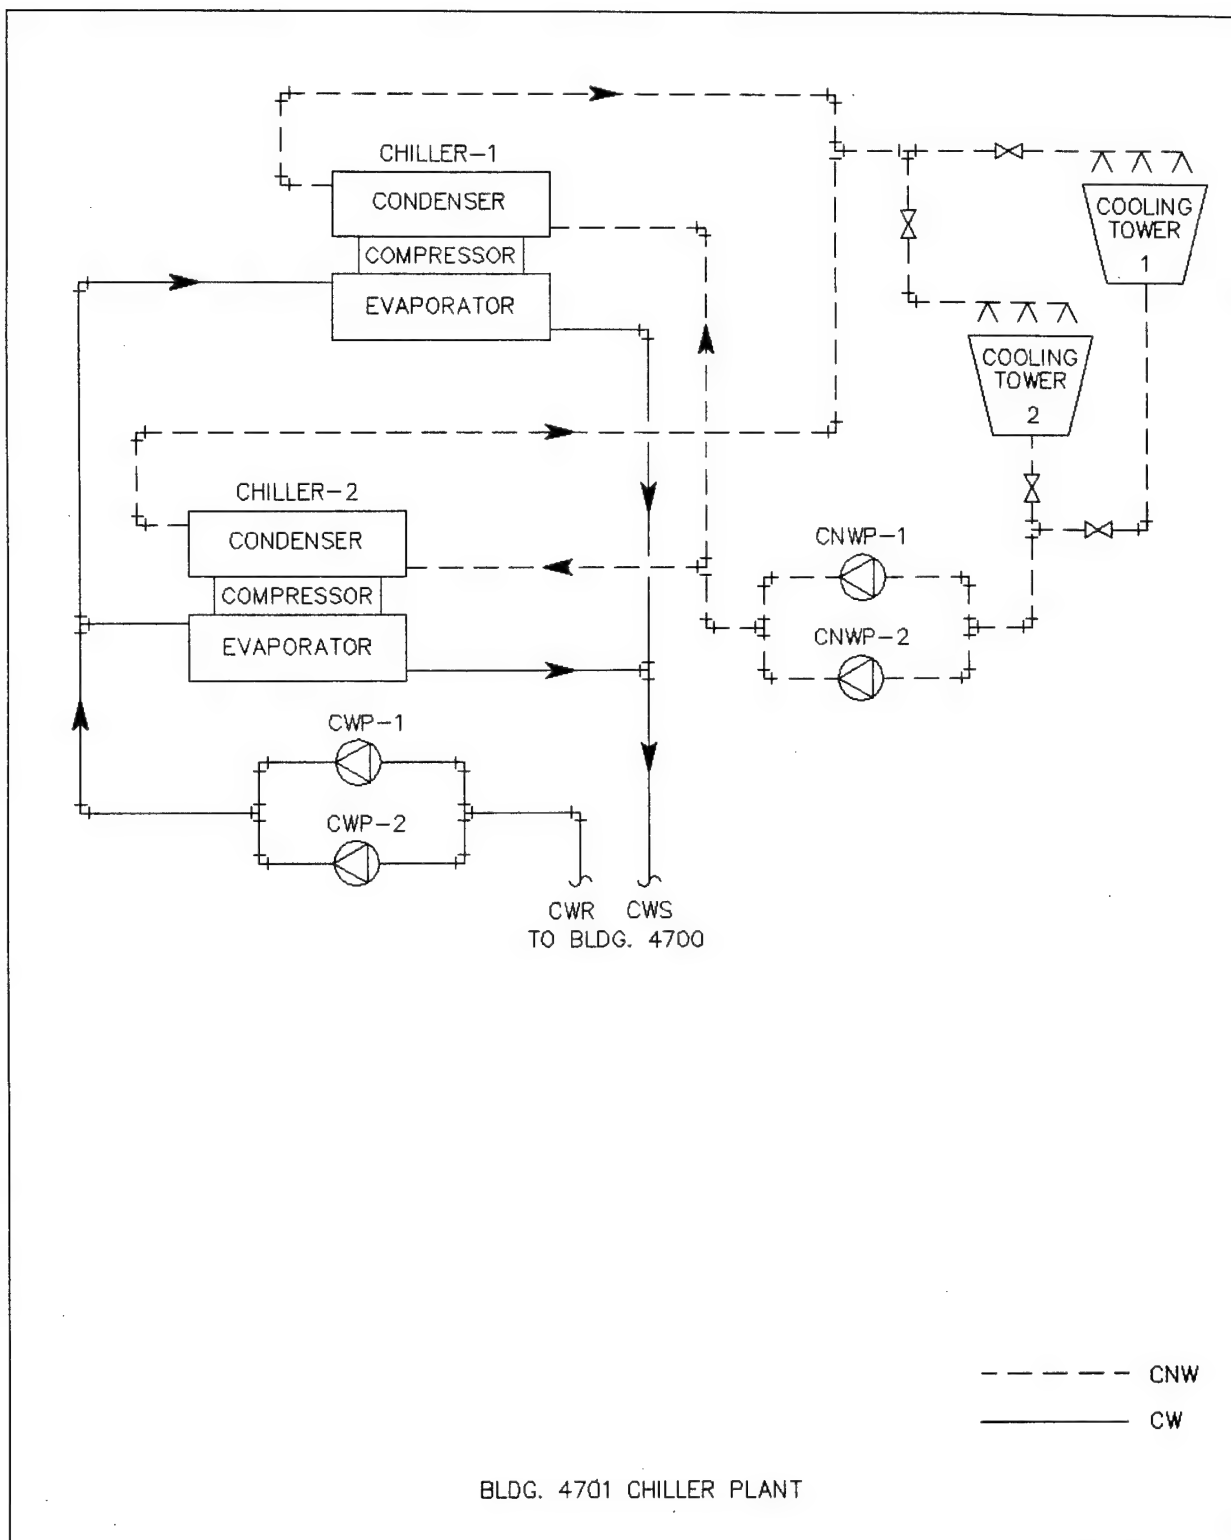 CHILLER-1
CONDENSER
COMPRESSOR
EVAPORATOR
COOLING
TOWER
1
COOLING
TOWER
2
CHILLER-2
CONDENSER
COMPRESSOR
EVAPORATOR
CNWP-1
CNWP-2
CWP-1
CWP-2
CWR CWS
TO BLDG. 4700
CNW
CW
BLDG. 4701 CHILLER PLANT